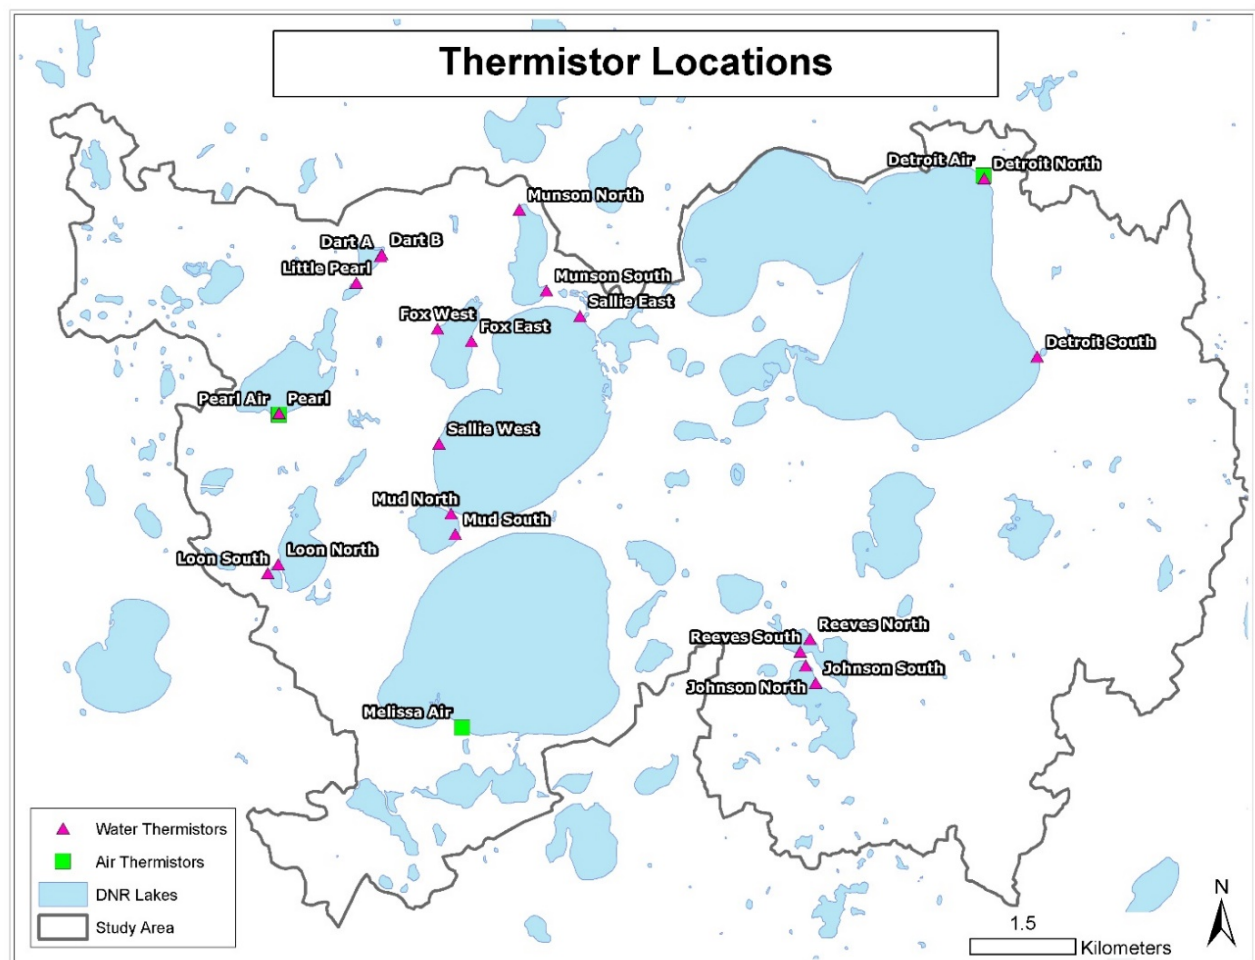 Thermistor Locations
Detroit Air
Detroit North
Munson North
Dart A
Dart B
Little Pearl
Munson South
Sallie East
Fox West
Fox East
Detroit South
Pearl Air
Pearl
Sallie West
Mud North
Mud South
Loon North
Loon South
Reeves North
Reeves South
Johnson South
Johnson North
Melissa Air
Water Thermistors
Air Thermistors
DNR Lakes
Study Area
N
1.5
Kilometers